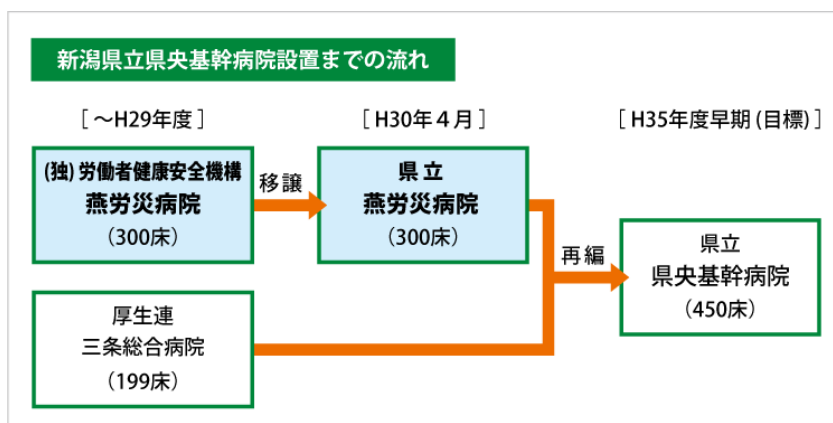 新潟県立県央基幹病院設置までの流れ
[ ～H29年度 ]
[ H30年４月 ]
[ H35年度早期 (目標) ]
(独) 労働者健康安全機構
燕労災病院
（300床）
移譲
県 立
燕労災病院
（300床）
再編
県立
県央基幹病院
（450床）
厚生連
三条総合病院
（199床）